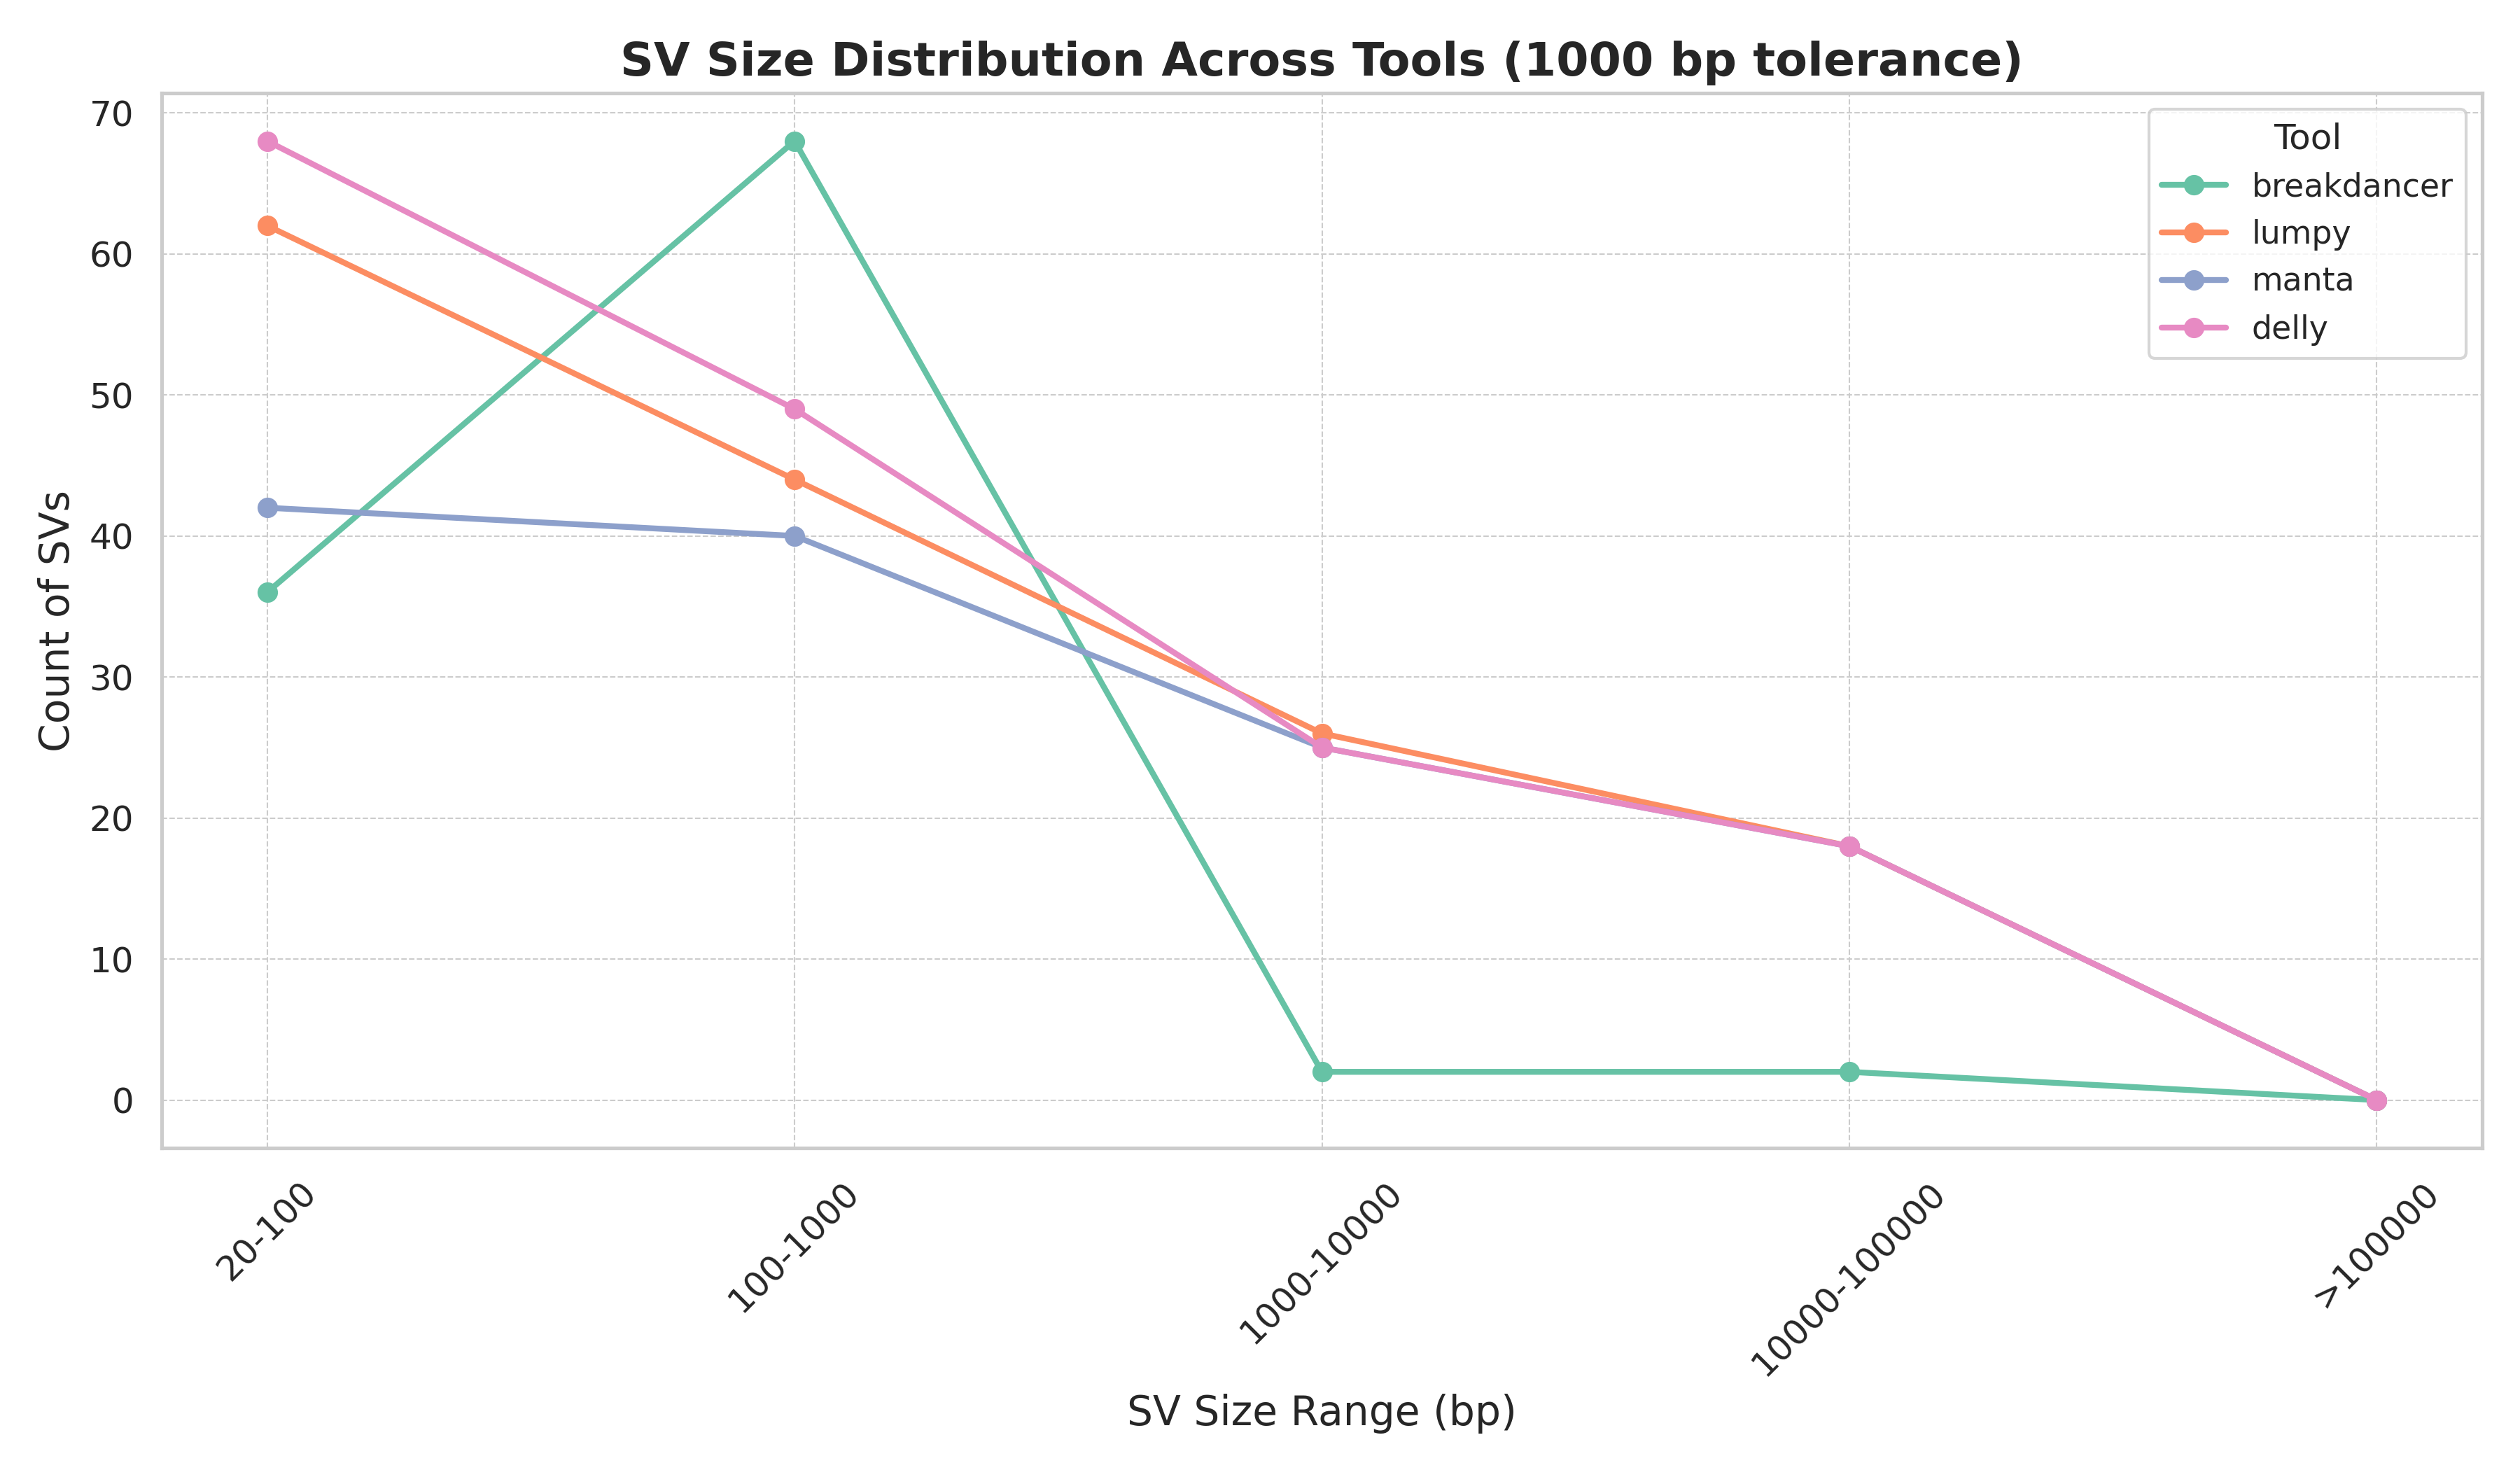 SV Size Distribution Across Tools (1000 bp tolerance)
70
60
50
40
30
20
10
0
Count of SVs
Tool
breakdancer
lumpy
manta
delly
20-100
100-1000
1000-10000
10000-100000
>100000
SV Size Range (bp)